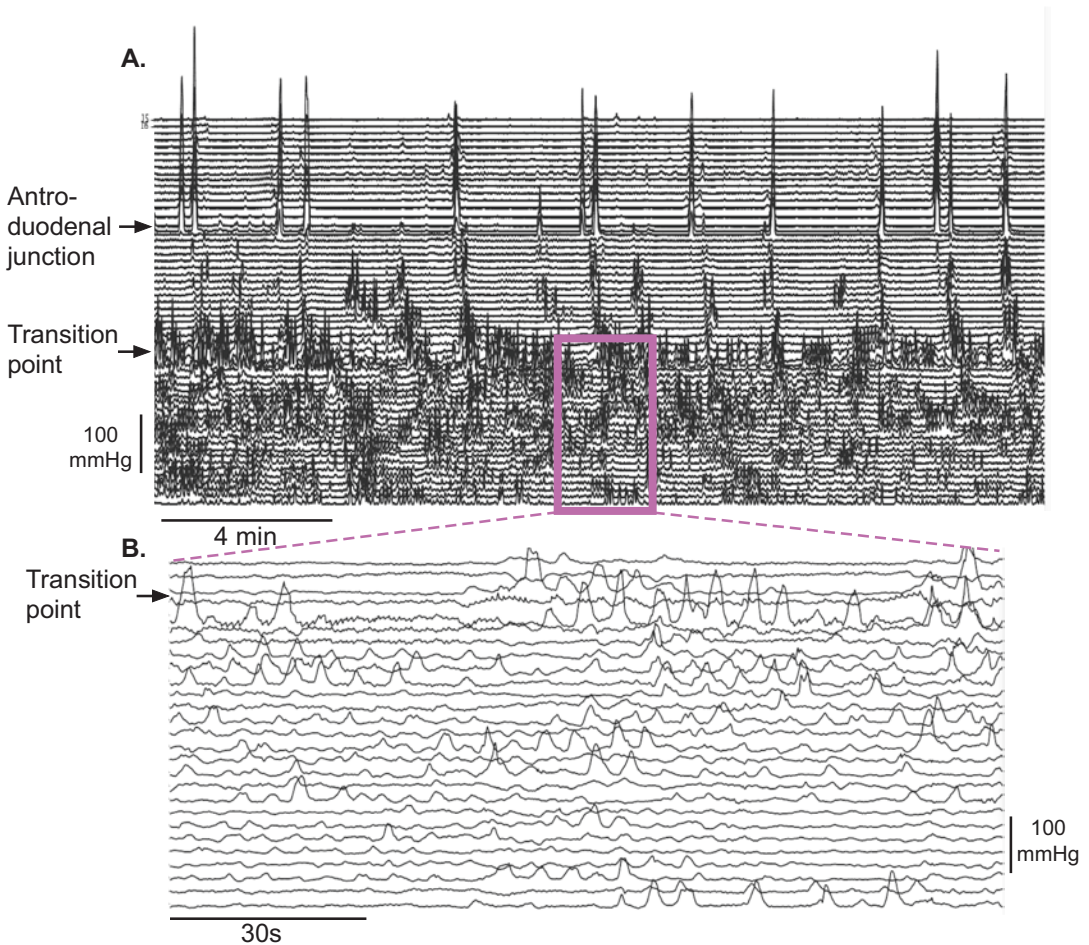 A.
Antro-
duodenal
junction
Transition
point
100
mmHg
4 min
B.
Transition
point
100
mmHg
30s